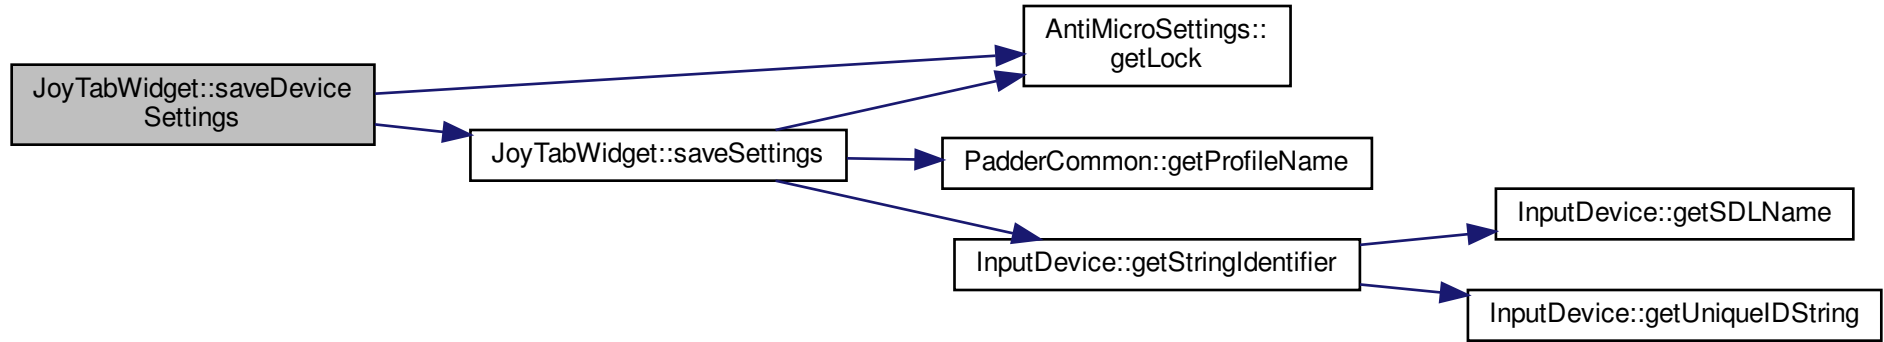 JoyTabWidget::saveDevice
Settings
AntiMicroSettings::
getLock
JoyTabWidget::saveSettings
PadderCommon::getProfileName
InputDevice::getStringIdentifier
InputDevice::getSDLName
InputDevice::getUniqueIDString